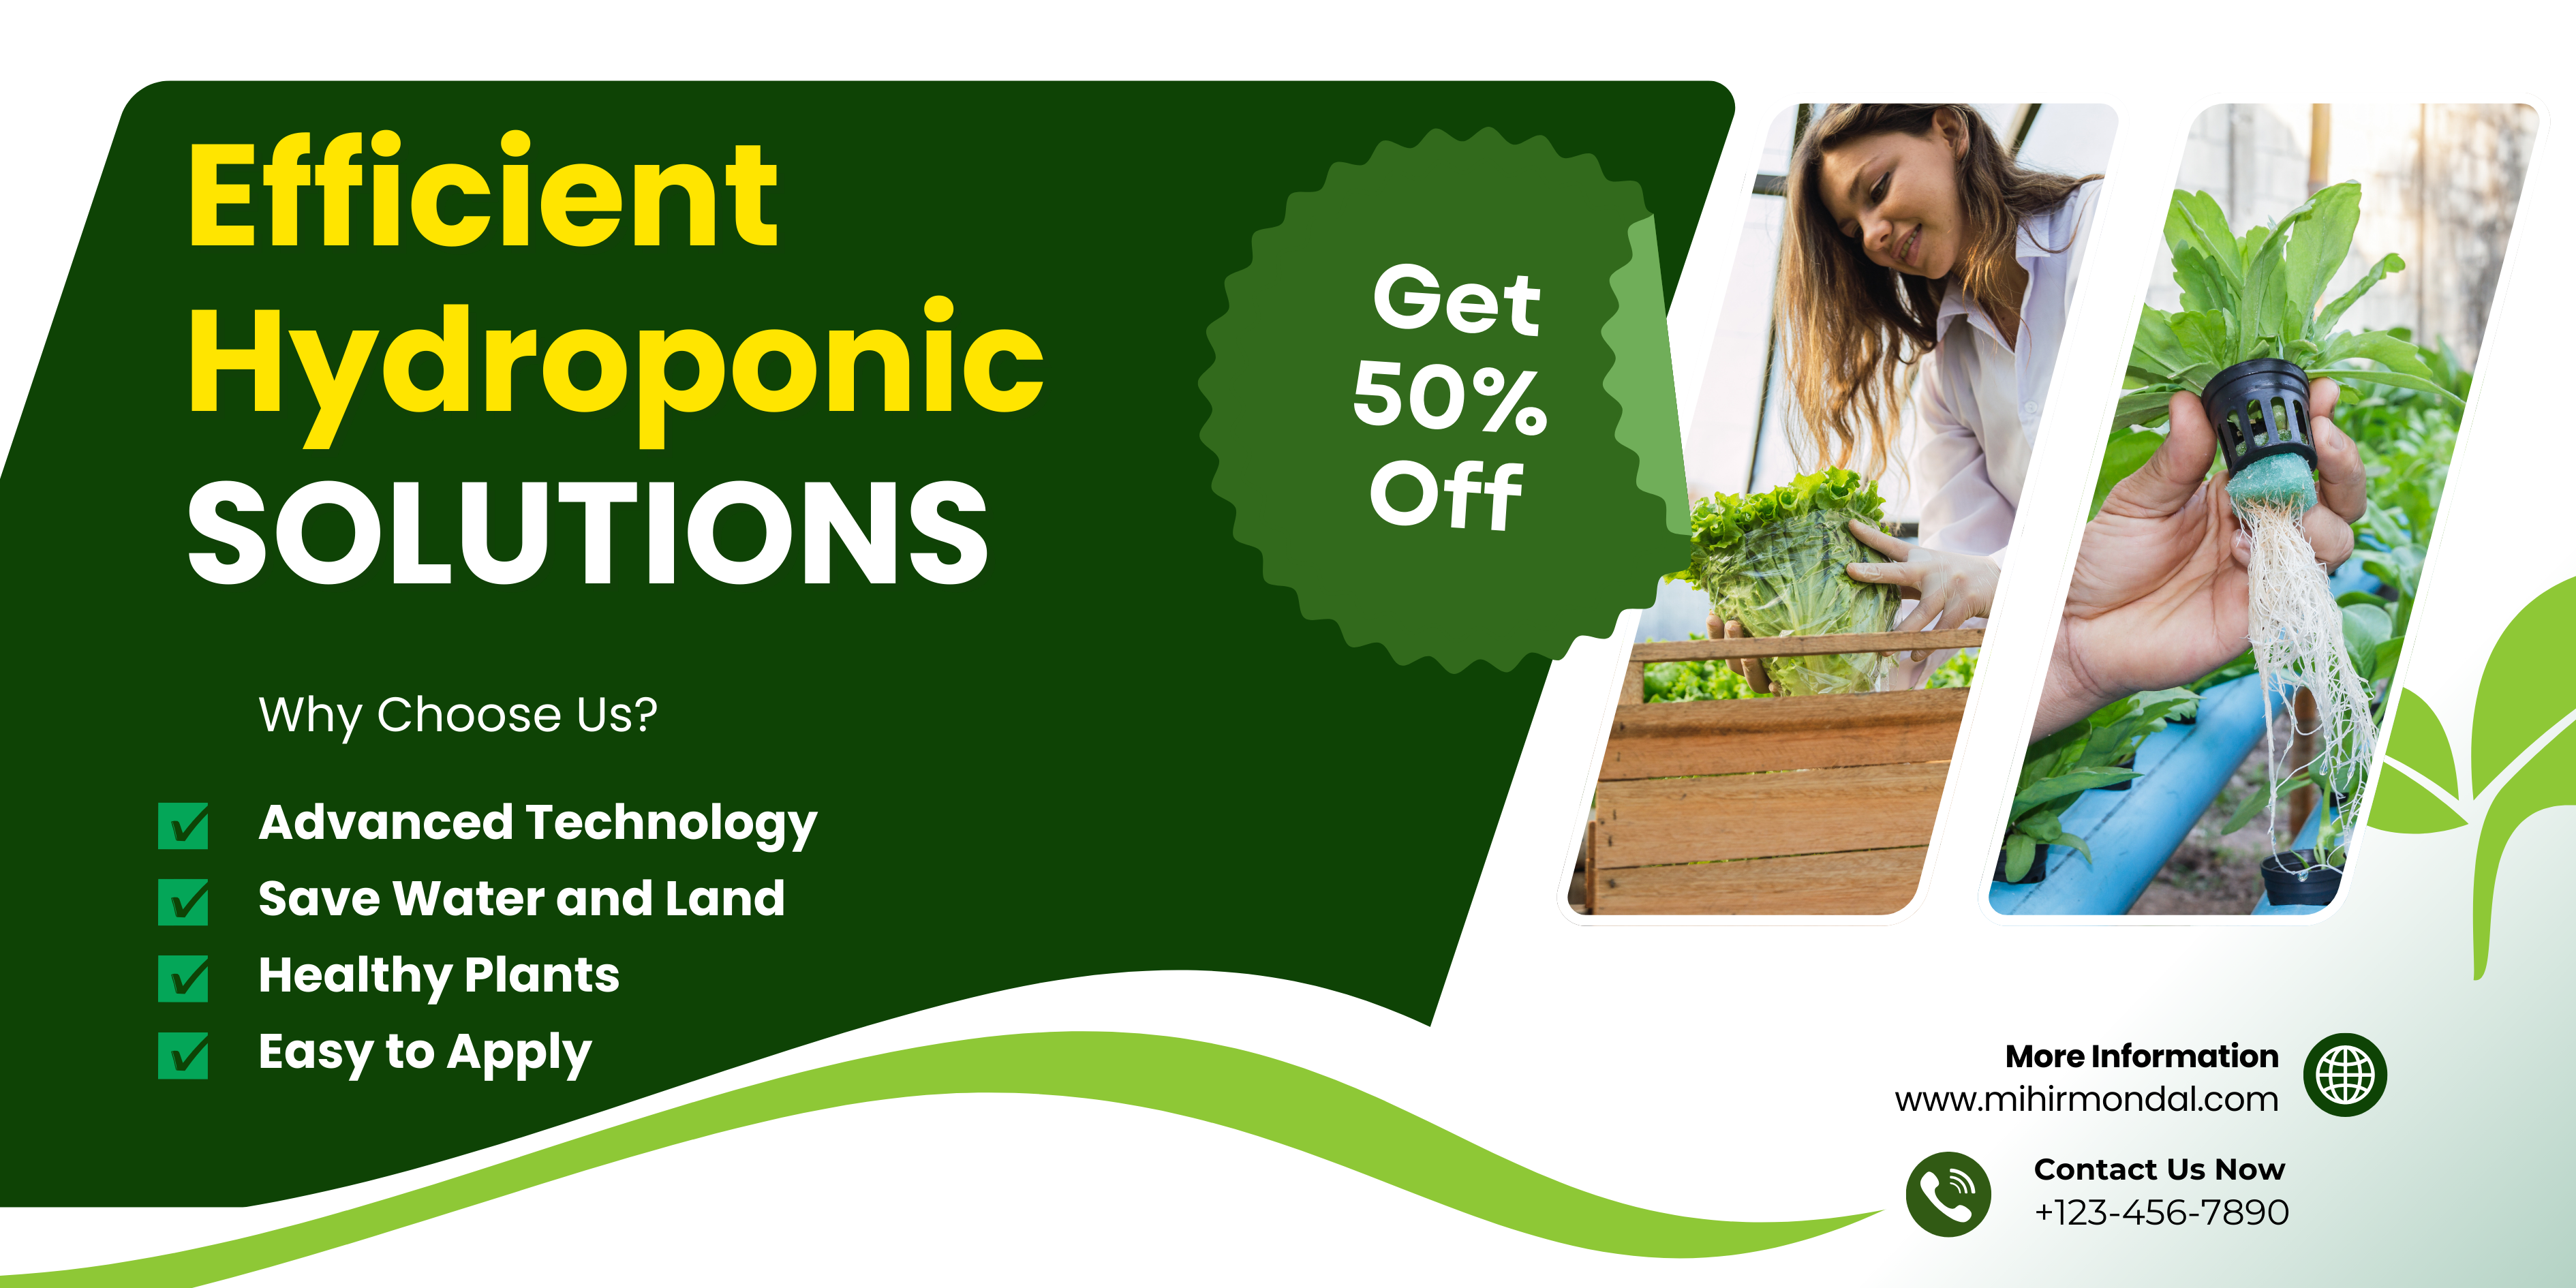 Efficient
Hydroponic
SOLUTIONS
Get
50%
Off
Why Choose Us?
Advanced Technology
Save Water and Land
Healthy Plants
Easy to Apply
More Information
www.mihirmondal.com
Contact Us Now
+123-456-7890